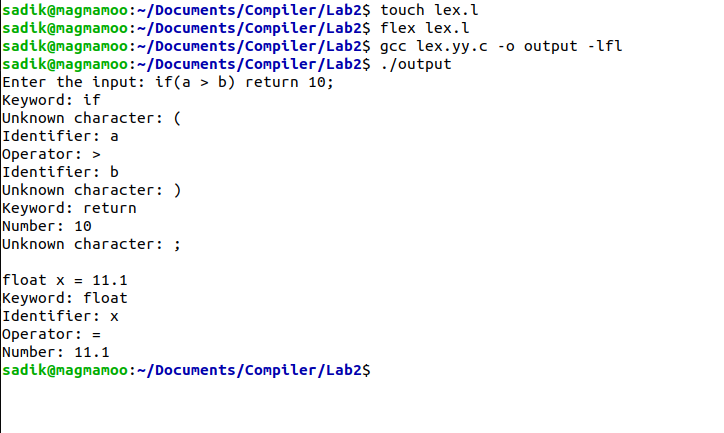 sadik@magmamoo:~/Documents/Compiler/Lab2$ touch lex.l
sadik@magmamoo:~/Documents/Compiler/Lab2$ flex lex.l
sadik@magmamoo:~/Documents/Compiler/Lab2$ gcc lex.yy.c -o output -lfl
sadik@magmamoo:~/Documents/Compiler/Lab2$ ./output
Enter the input: if(a > b) return 10;
Keyword: if
Unknown character: (
Identifier: a
Operator: >
Identifier: b
Unknown character: )
Keyword: return
Number: 10
Unknown character: ;

float x = 11.1
Keyword: float
Identifier: x
Operator: =
Number: 11.1
sadik@magmamoo:~/Documents/Compiler/Lab2$